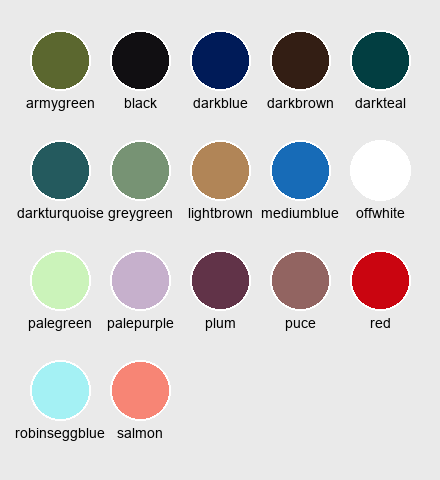 armygreen black darkblue darkbrown darkteal
darkturquoise greygreen lightbrown mediumblue offwhite
palegreen palepurple plum puce red
robinseggblue salmon